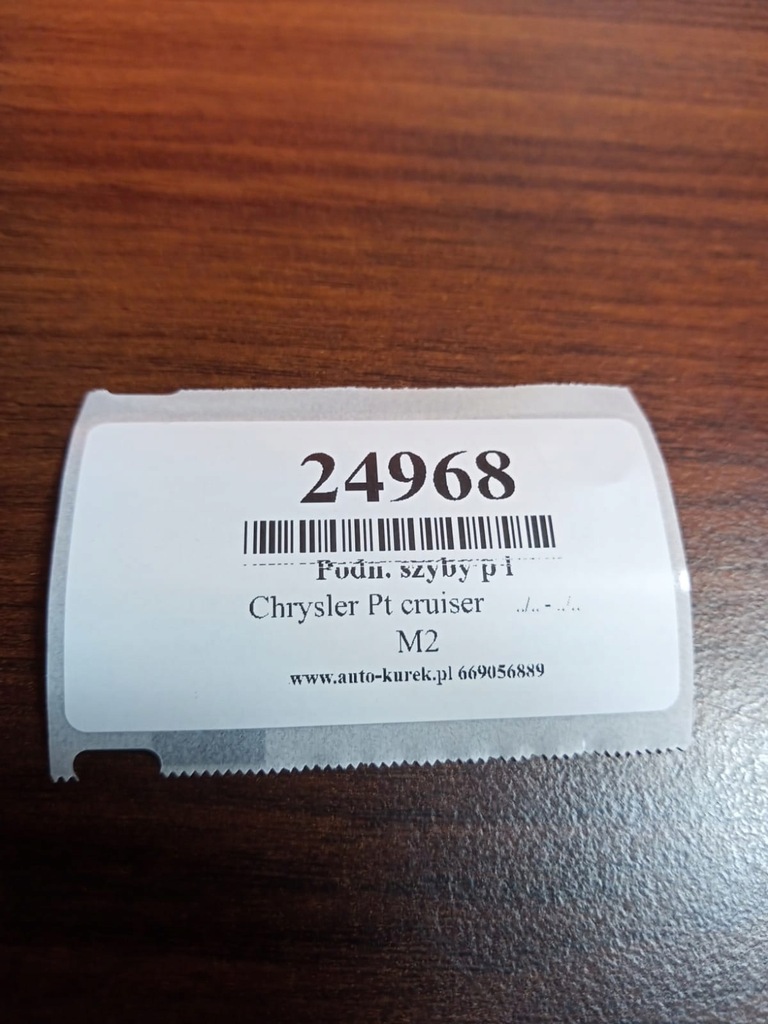 24968
Podn. szyby p l
Chrysler Pt cruiser ../.. - ../..
M2
www.auto-kurek.pl 669056889